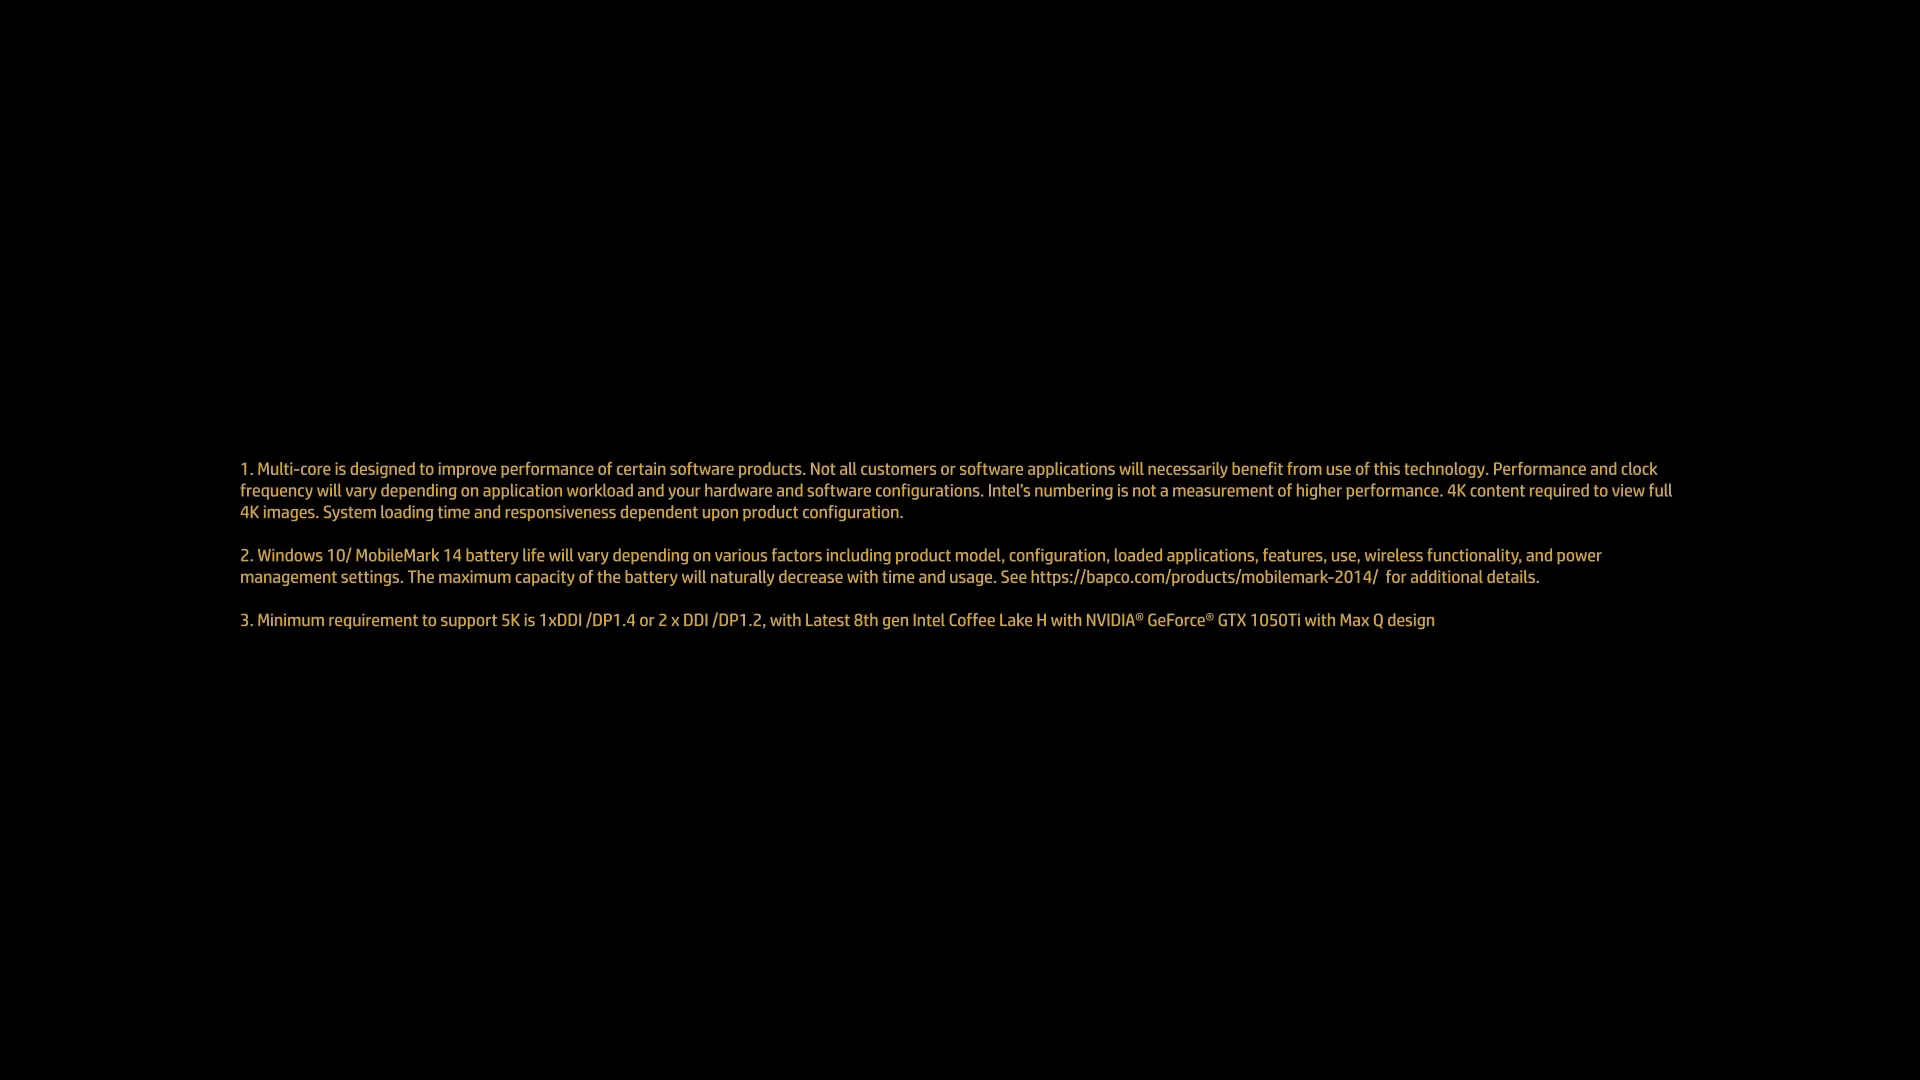 1. Multi-core is designed to improve performance of certain software products. Not all customers or software applications will necessarily benefit from use of this technology. Performance and clock
frequency will vary depending on application workload and your hardware and software configurations. Intel's numbering is not a measurement of higher performance. 4K content required to view full
4K images. System loading time and responsiveness dependent upon product configuration.
2. Windows 10/ MobileMark 14 battery life will vary depending on various factors including product model, configuration, loaded applications, features, use, wireless functionality, and power
management settings. The maximum capacity of the battery will naturally decrease with time and usage. See https://bapco.com/products/mobilemark-2014/  for additional details.
3. Minimum requirement to support 5K is 1xDDI /DP1.4 or 2 x DDI /DP1.2, with Latest 8th gen Intel Coffee Lake H with NVIDIA® GeForce® GTX 1050Ti with Max Q design